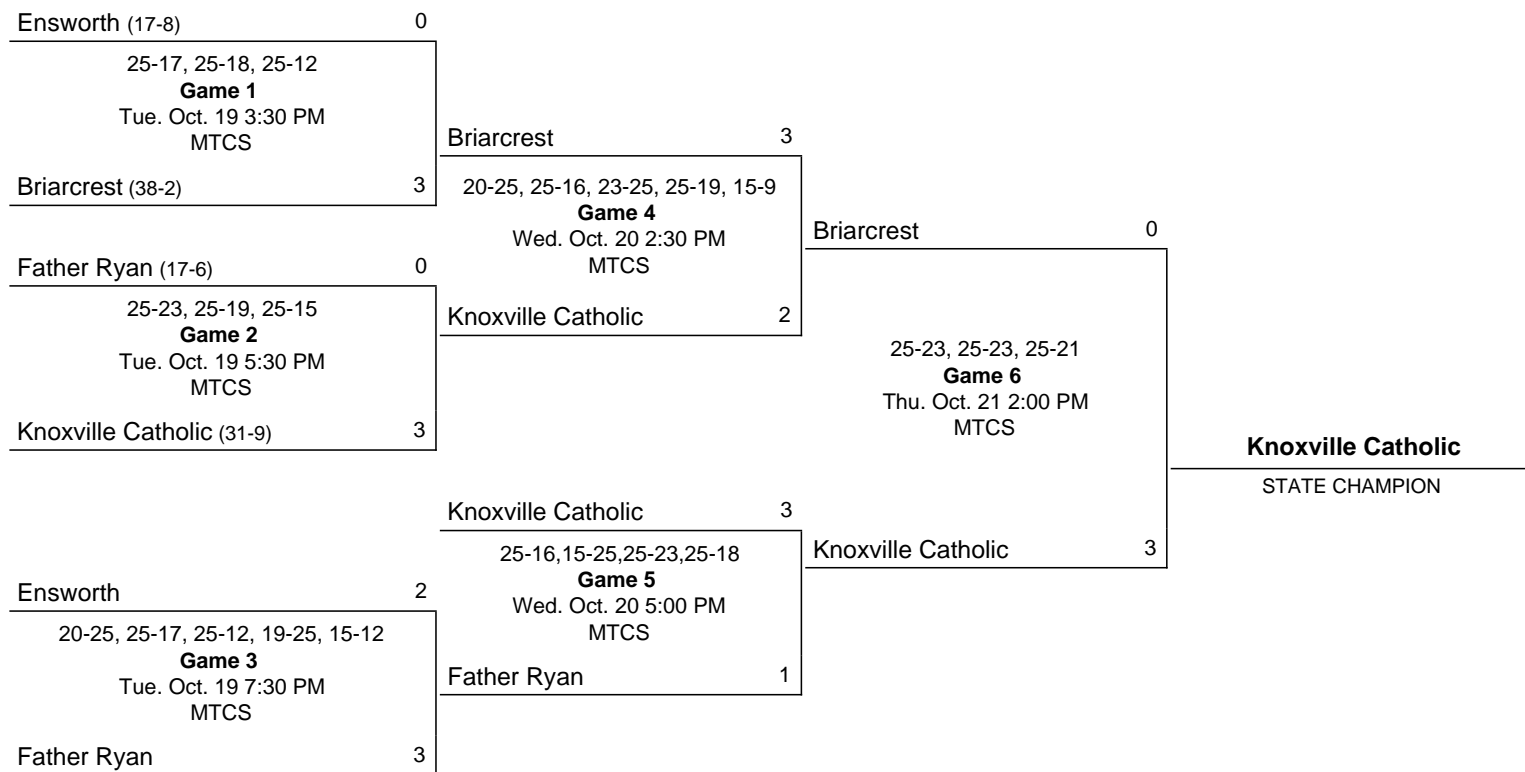 Ensworth (17-8) 0
25-17, 25-18, 25-12
Game 1
Tue. Oct. 19 3:30 PM
MTCS
Briarcrest (38-2) 3
Father Ryan (17-6) 0
25-23, 25-19, 25-15
Game 2
Tue. Oct. 19 5:30 PM
MTCS
Knoxville Catholic (31-9) 3
Ensworth 2
20-25, 25-17, 25-12, 19-25, 15-12
Game 3
Tue. Oct. 19 7:30 PM
MTCS
Father Ryan 3
Briarcrest 3
20-25, 25-16, 23-25, 25-19, 15-9
Game 4
Wed. Oct. 20 2:30 PM
MTCS
Knoxville Catholic 2
Knoxville Catholic 3
25-16,15-25,25-23,25-18
Game 5
Wed. Oct. 20 5:00 PM
MTCS
Father Ryan 1
Briarcrest 0
25-23, 25-23, 25-21
Game 6
Thu. Oct. 21 2:00 PM
MTCS
Knoxville Catholic 3
Knoxville Catholic
STATE CHAMPION